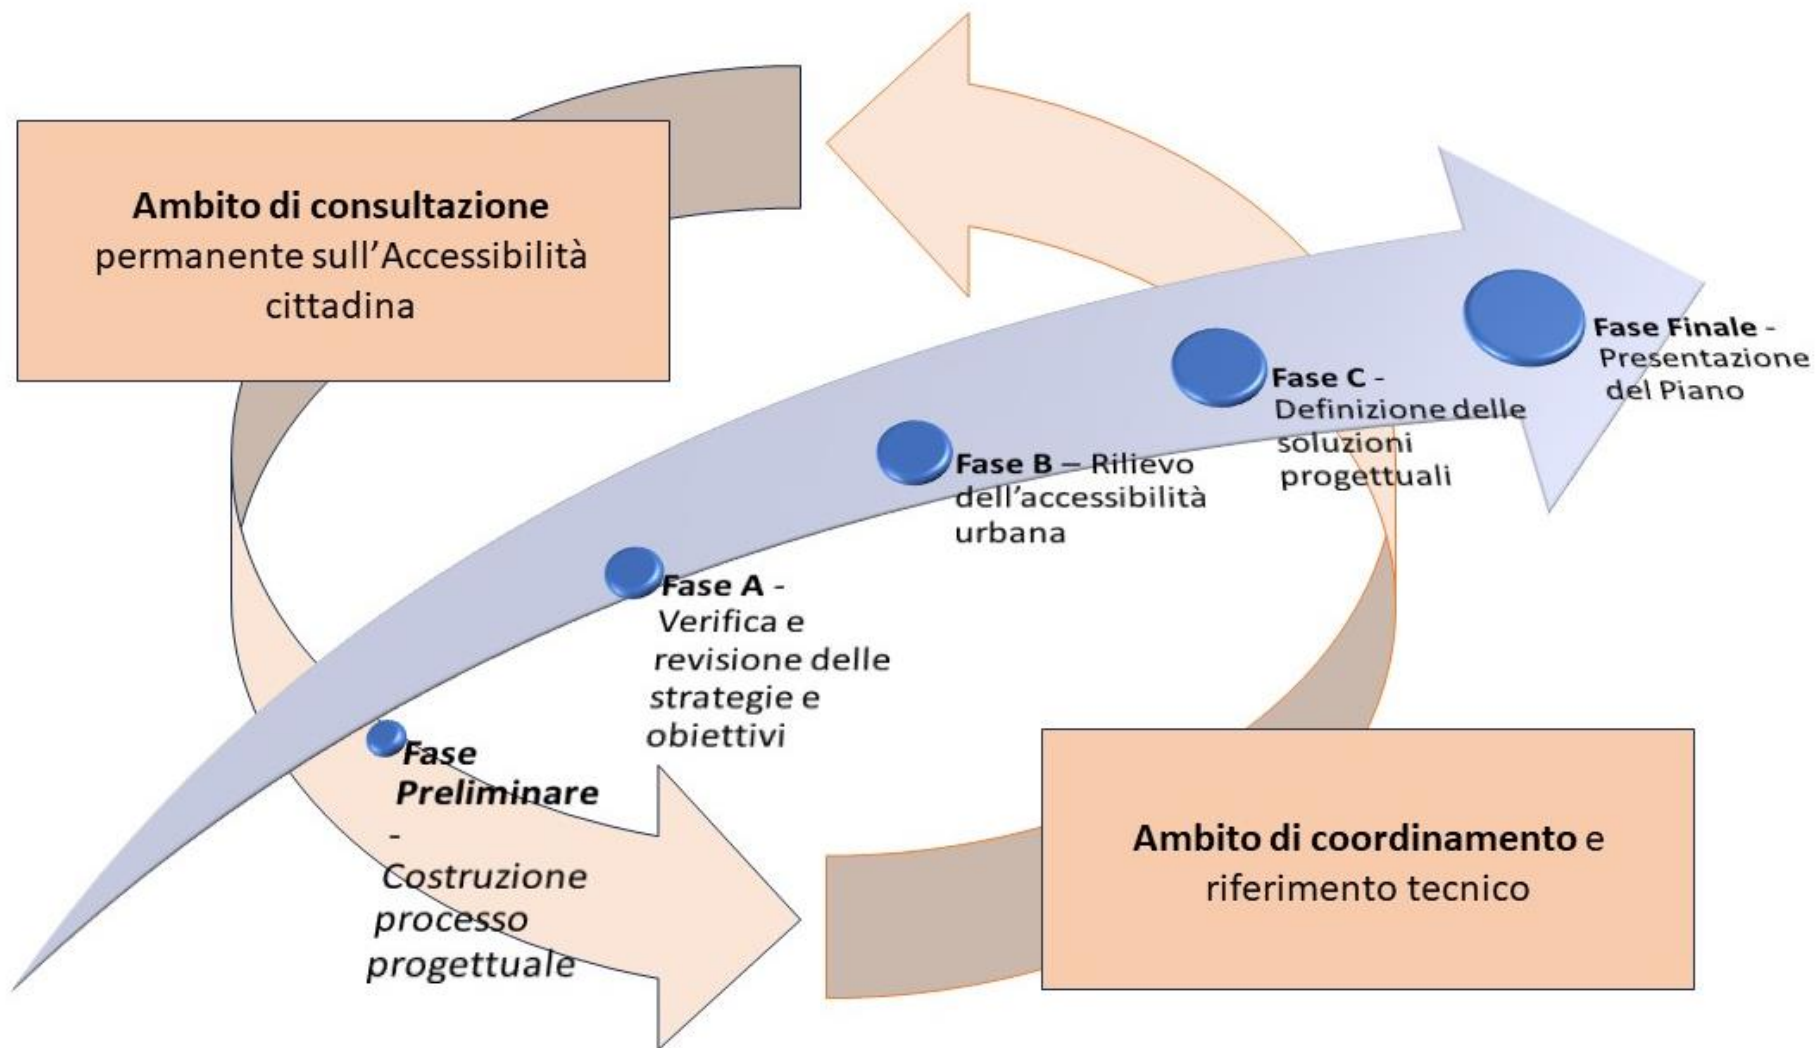 Ambito di consultazione
permanente sull’Accessibilità
cittadina
Fase Finale -
Presentazione
del Piano
Fase C -
Definizione delle
soluzioni
progettuali
Fase B – Rilievo
dell’accessibilità
urbana
Fase A -
Verifica e
revisione delle
strategie e
obiettivi
Fase
Preliminare
-
Costruzione
processo
progettuale
Ambito di coordinamento e
riferimento tecnico